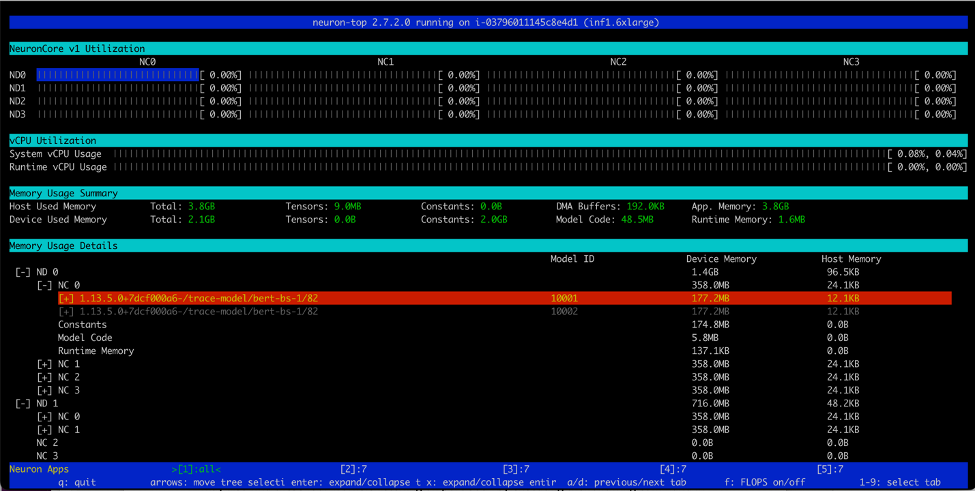 neuron-top 2.7.2.0 running on i-03796011145c8e4d1 (inf1.6xlarge)
NeuronCore v1 Utilization
NC0 NC1 NC2 NC3
ND0 [ 0.00%] [ 0.00%] [ 0.00%] [ 0.00%]
ND1 [ 0.00%] [ 0.00%] [ 0.00%] [ 0.00%]
ND2 [ 0.00%] [ 0.00%] [ 0.00%] [ 0.00%]
ND3 [ 0.00%] [ 0.00%] [ 0.00%] [ 0.00%]
vCPU Utilization
System vCPU Usage [ 0.08%, 0.04%]
Runtime vCPU Usage [ 0.00%, 0.00%]
Memory Usage Summary
Host Used Memory Total: 3.8GB Tensors: 9.0MB Constants: 0.0B DMA Buffers: 192.0KB App. Memory: 3.8GB
Device Used Memory Total: 2.1GB Tensors: 0.0B Constants: 2.0GB Model Code: 48.5MB Runtime Memory: 1.6MB
Memory Usage Details
Model ID Device Memory Host Memory
[-] ND 0 1.4GB 96.5KB
[-] NC 0 358.0MB 24.1KB
[+] 1.13.5.0+7dcf000a6-/trace-model/bert-bs-1/82 10001 177.2MB 12.1KB
[+] 1.13.5.0+7dcf000a6-/trace-model/bert-bs-1/82 10002 177.2MB 12.1KB
Constants 174.8MB 0.0B
Model Code 5.8MB 0.0B
Runtime Memory 137.1KB 0.0B
[+] NC 1 358.0MB 24.1KB
[+] NC 2 358.0MB 24.1KB
[+] NC 3 358.0MB 24.1KB
[-] ND 1 716.0MB 48.2KB
[+] NC 0 358.0MB 24.1KB
[+] NC 1 358.0MB 24.1KB
NC 2 0.0B 0.0B
NC 3 0.0B 0.0B
Neuron Apps >[1]:all< [2]:7 [3]:7 [4]:7 [5]:7
q: quit arrows: move tree selecti enter: expand/collapse t x: expand/collapse entir a/d: previous/next tab f: FLOPS on/off 1-9: select tab